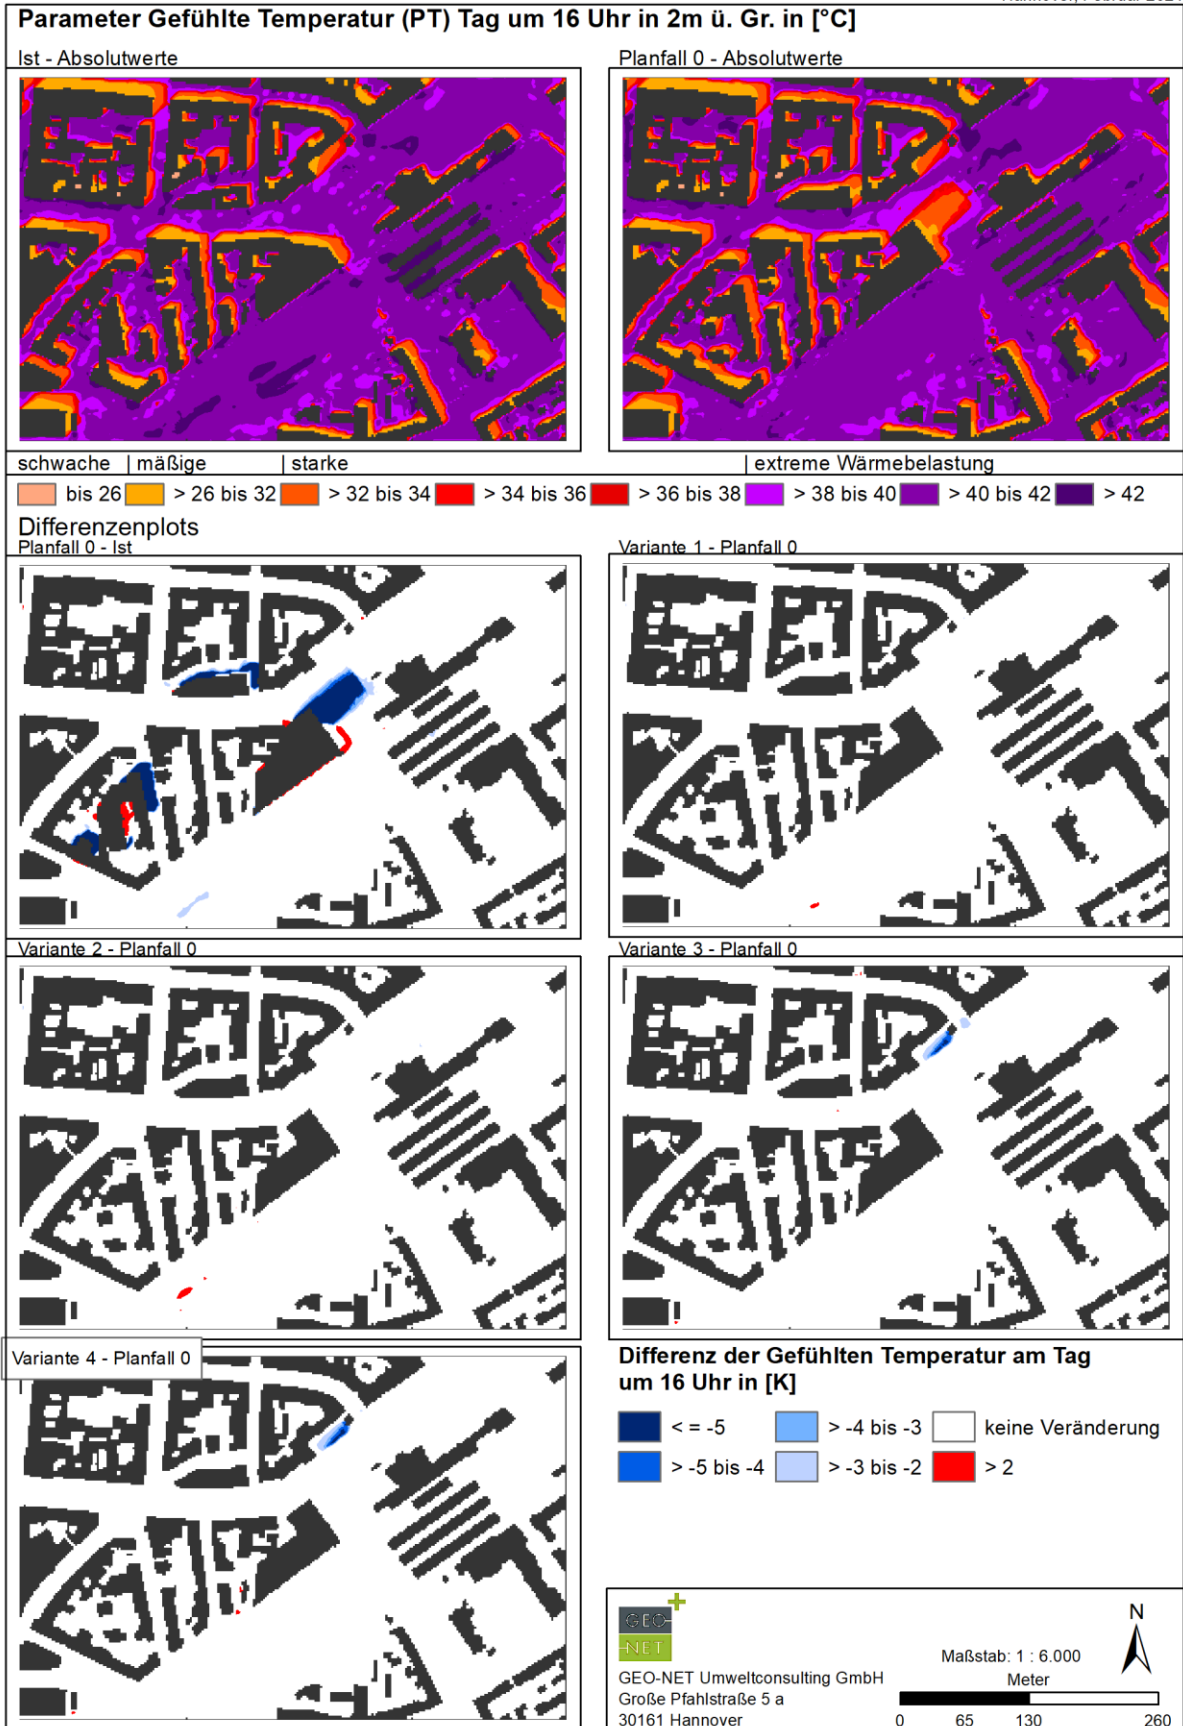 Parameter Gefühlte Temperatur (PT) Tag um 16 Uhr in 2m ü. Gr. in [°C]
Ist - Absolutwerte
Planfall 0 - Absolutwerte
schwache | mäßige | starke | extreme Wärmebelastung
bis 26 > 26 bis 32 > 32 bis 34 > 34 bis 36 > 36 bis 38 > 38 bis 40 > 40 bis 42 > 42
Differenzenplots
Planfall 0 - Ist
Variante 1 - Planfall 0
Variante 2 - Planfall 0
Variante 3 - Planfall 0
Variante 4 - Planfall 0
Differenz der Gefühlten Temperatur am Tag
um 16 Uhr in [K]
< = -5 > -4 bis -3 keine Veränderung
> -5 bis -4 > -3 bis -2 > 2
GEO-
NET
GEO-NET Umweltconsulting GmbH
Große Pfahlstraße 5 a
30161 Hannover
N
Maßstab: 1 : 6.000
Meter
0 65 130 260